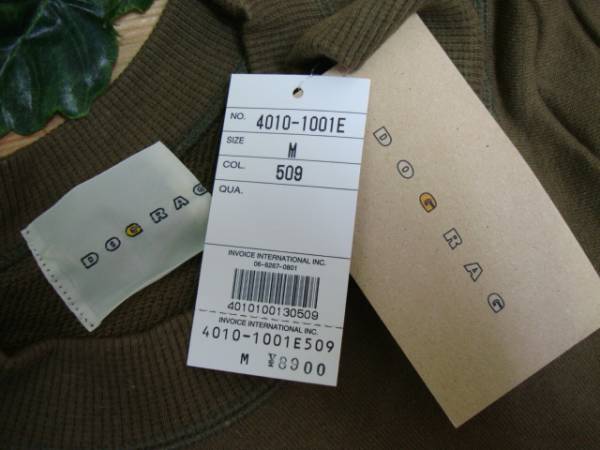 NO. 4010-1001E
SIZE M
COL. 509
QUA.
INVOICE INTERNATIONAL INC.
06-6267-0801
4010100130509
INVOICE INTERNATIONAL INC.
4010-1001E509
M ¥8900
DOGRAG
DOGRAG